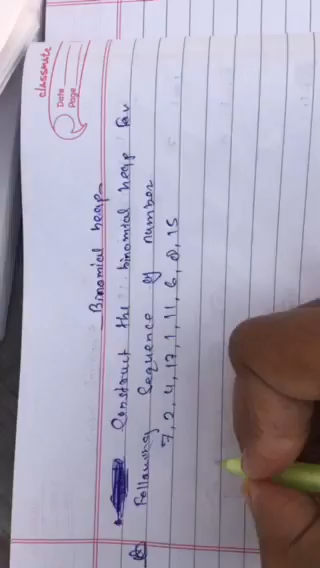 classmate
Date
Page
Binomial heap
Construct the binomial heap for
Following sequence of number
7, 2, 4, 17, 1, 11, 6, 8, 15